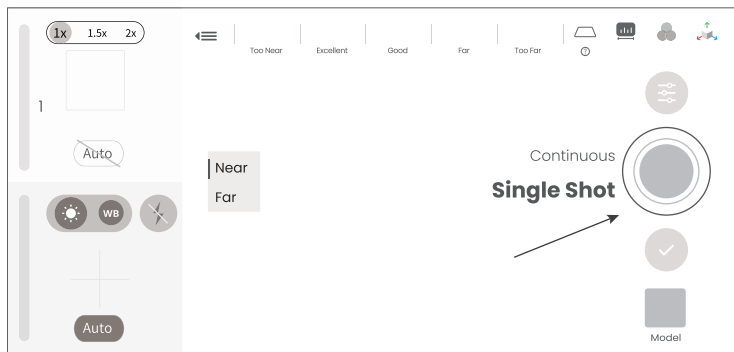 1x 1.5x 2x
1
Auto
WB
Auto
Too Near Excellent Good Far Too Far
?
Near
Far
Continuous
Single Shot
Model